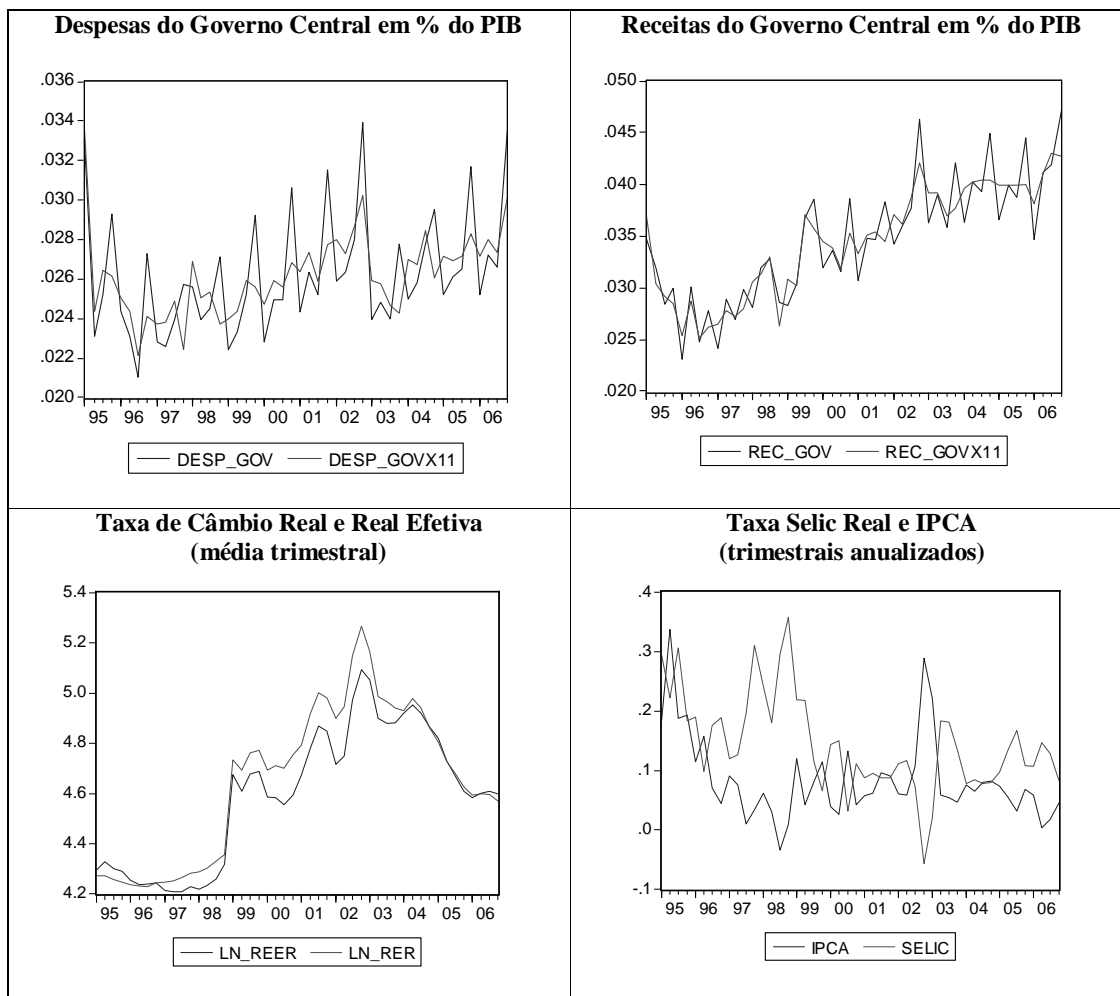 Despesas do Governo Central em % do PIB
.036
.034
.032
.030
.028
.026
.024
.022
.020
95 96 97 98 99 00 01 02 03 04 05 06
DESP_GOV DESP_GOVX11
Receitas do Governo Central em % do PIB
.050
.045
.040
.035
.030
.025
.020
95 96 97 98 99 00 01 02 03 04 05 06
REC_GOV REC_GOVX11
Taxa de Câmbio Real e Real Efetiva
(média trimestral)
5.4
5.2
5.0
4.8
4.6
4.4
4.2
95 96 97 98 99 00 01 02 03 04 05 06
LN_REER LN_RER
Taxa Selic Real e IPCA
(trimestrais anualizados)
.4
.3
.2
.1
.0
-.1
95 96 97 98 99 00 01 02 03 04 05 06
IPCA SELIC